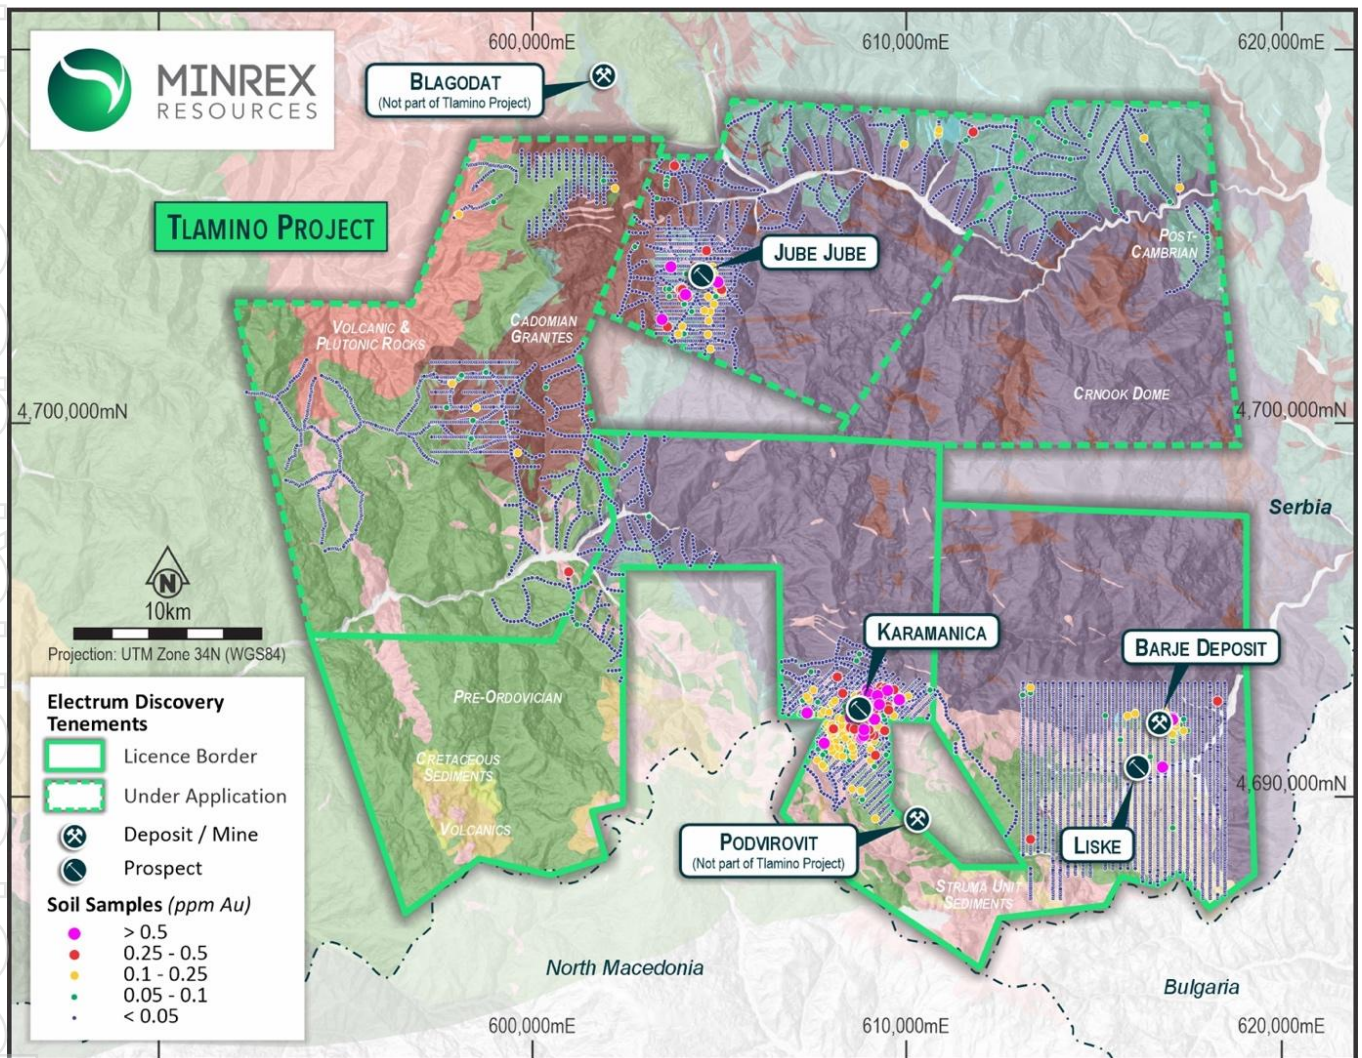 600,000mE
610,000mE
620,000mE
MINREX
RESOURCES
BLAGODAT
(Not part of Tlamino Project)
TLAMINO PROJECT
JUBE JUBE
POST-
CAMBRIAN
VOLCANIC &
PLUTONIC ROCKS
CADOMIAN
GRANITES
CRNOOK DOME
4,700,000mN
4,700,000mN
Serbia
N
10km
Projection: UTM Zone 34N (WGS84)
KARAMANICA
BARJE DEPOSIT
PRE-ORDOVICIAN
CRETACEOUS
SEDIMENTS
VOLCANICS
4,690,000mN
PODVIROVIT
(Not part of Tlamino Project)
LISKE
STRUMA UNIT
SEDIMENTS
Electrum Discovery
Tenements
Licence Border
Under Application
Deposit / Mine
Prospect
Soil Samples (ppm Au)
> 0.5
0.25 - 0.5
0.1 - 0.25
0.05 - 0.1
< 0.05
North Macedonia
Bulgaria
600,000mE
610,000mE
620,000mE